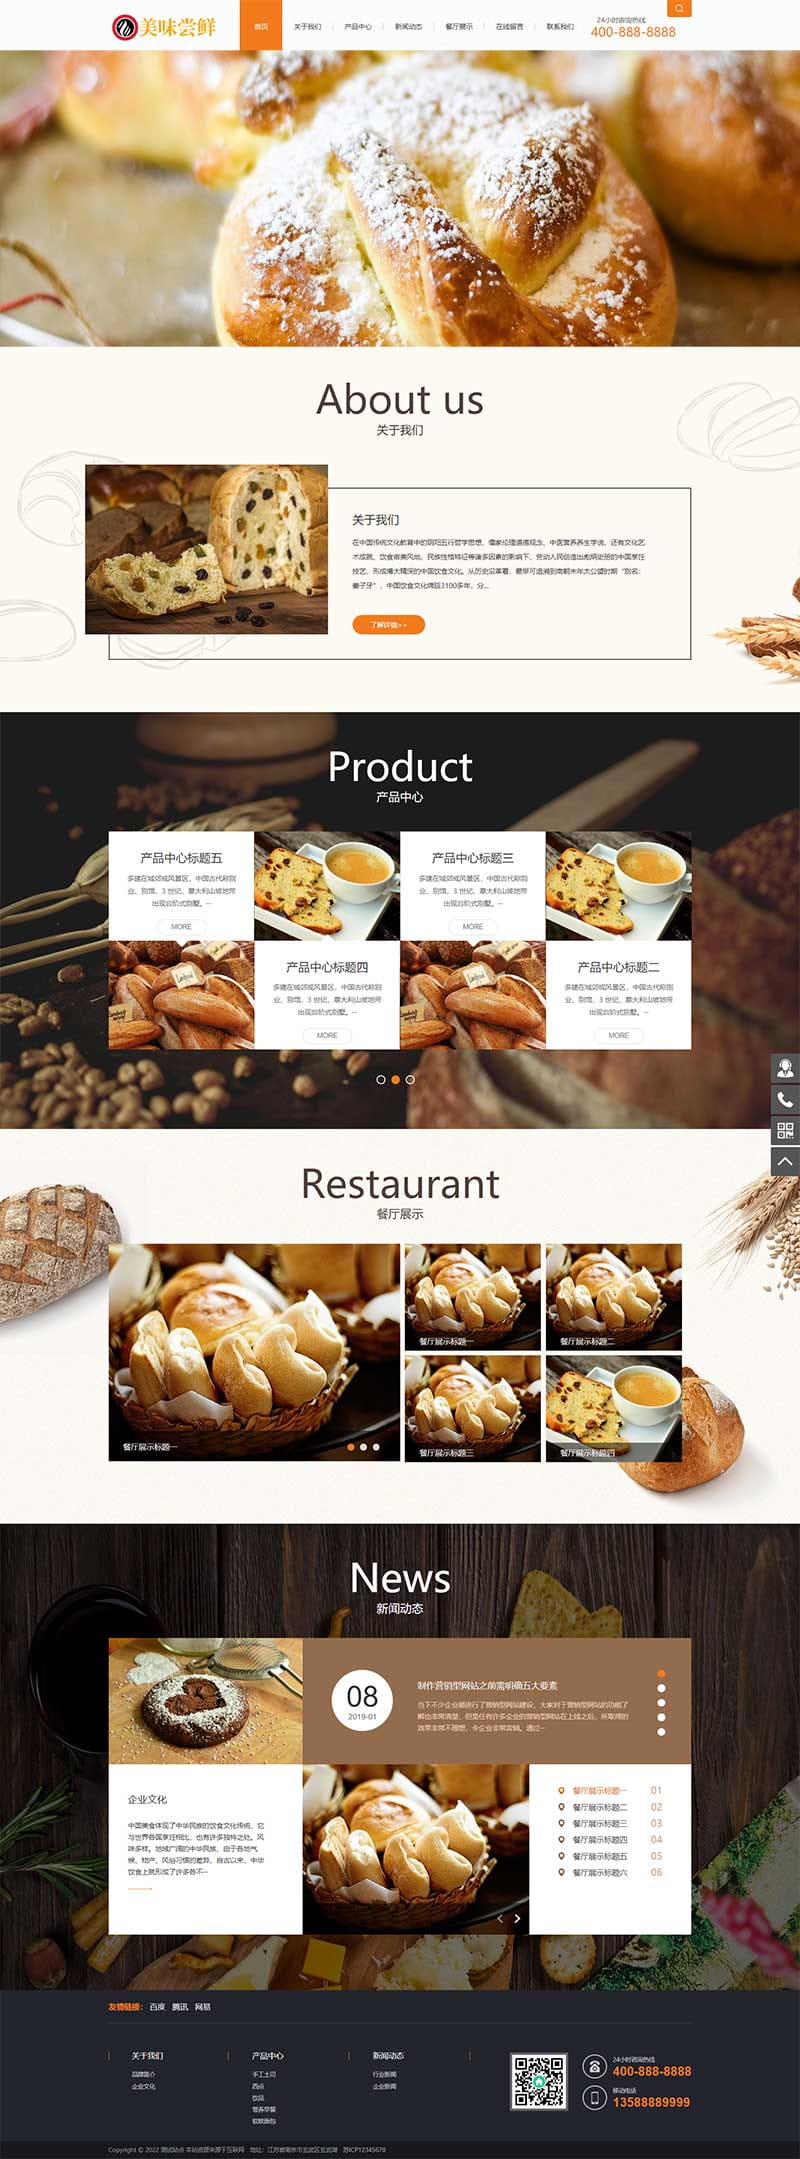 美味尝鲜
首页 关于我们 产品中心 新闻动态 餐厅展示 在线留言 联系我们
24小时咨询热线
400-888-8888
About us
关于我们
关于我们
在中国传统文化教育中的阴阳五行哲学思想、儒家伦理道德观念、中医营养养生学说、还有文化艺
术成就、饮食审美风尚、民族性格特征等诸多因素的影响下，劳动人民创造出彪炳史册的中国烹饪
技艺，形成博大精深的中国饮食文化。从历史沿革看，最早可追溯到商朝末年太公望时期“别名：
姜子牙”，中国饮食文化绵延3100多年，分...
了解详情>>
Product
产品中心
产品中心标题五
多建在城郊或风景区，中国古代称别
业、别馆，3 世纪，意大利山坡地带
出现台阶式别墅。···
MORE
产品中心标题三
多建在城郊或风景区，中国古代称别
业、别馆，3 世纪，意大利山坡地带
出现台阶式别墅。···
MORE
产品中心标题四
多建在城郊或风景区，中国古代称别
业、别馆，3 世纪，意大利山坡地带
出现台阶式别墅。···
MORE
产品中心标题二
多建在城郊或风景区，中国古代称别
业、别馆，3 世纪，意大利山坡地带
出现台阶式别墅。···
MORE
Restaurant
餐厅展示
餐厅展示标题一
餐厅展示标题一
餐厅展示标题二
餐厅展示标题三
餐厅展示标题四
News
新闻动态
08
2019-01
制作营销型网站之前需明确五大要素
当下不少企业都进行了营销型网站建设，大家对于营销型网站的功能了
解也非常清楚，但是任有许多企业的营销型网站在上线之后，所取得的
效果非常不理想，令企业非常苦恼。通过···
企业文化
中国美食体现了中华民族的饮食文化传统，它
与世界各国烹饪相比，也有许多独特之处。风
味多样。地域广阔的中华民族，由于各地气
候、物产、风俗习惯的差异，自古以来，中华
饮食上就形成了许多各不···
餐厅展示标题一 01
餐厅展示标题二 02
餐厅展示标题三 03
餐厅展示标题四 04
餐厅展示标题五 05
餐厅展示标题六 06
友情链接： 百度 腾讯 网易
关于我们
品牌简介
企业文化
产品中心
手工土司
西点
饮品
营养早餐
软欧面包
新闻动态
行业新闻
企业新闻
24小时咨询热线
400-888-8888
移动电话
13588889999
Copyright © 2022 测试站点 本站资源来源于互联网 地址：江苏省南京市玄武区玄武湖 苏ICP12345678